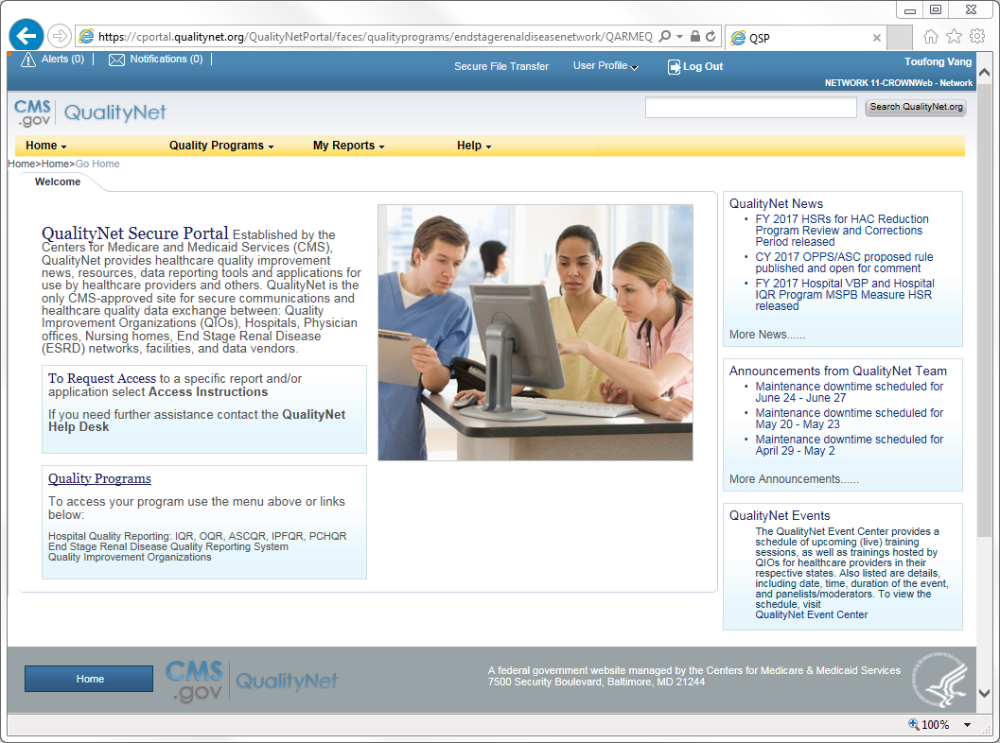 https://cportal.qualitynet.org/QualityNetPortal/faces/qualityprograms/endstagerenaldiseasenetwork/QARMEQ
QSP
Alerts (0)
Notifications (0)
Secure File Transfer
User Profile
Log Out
Toufong Vang
NETWORK 11-CROWNWeb - Network
CMS
.gov
QualityNet
Search QualityNet.org
Home
Quality Programs
My Reports
Help
Home>Home>Go Home
Welcome
QualityNet Secure Portal Established by the
Centers for Medicare and Medicaid Services (CMS),
QualityNet provides healthcare quality improvement
news, resources, data reporting tools and applications for
use by healthcare providers and others. QualityNet is the
only CMS-approved site for secure communications and
healthcare quality data exchange between: Quality
Improvement Organizations (QIOs), Hospitals, Physician
offices, Nursing homes, End Stage Renal Disease
(ESRD) networks, facilities, and data vendors.
To Request Access to a specific report and/or
application select Access Instructions
If you need further assistance contact the QualityNet
Help Desk
Quality Programs
To access your program use the menu above or links
below:
Hospital Quality Reporting: IQR, OQR, ASCQR, IPFQR, PCHQR
End Stage Renal Disease Quality Reporting System
Quality Improvement Organizations
QualityNet News
• FY 2017 HSRs for HAC Reduction
Program Review and Corrections
Period released
• CY 2017 OPPS/ASC proposed rule
published and open for comment
• FY 2017 Hospital VBP and Hospital
IQR Program MSPB Measure HSR
released
More News......
Announcements from QualityNet Team
• Maintenance downtime scheduled for
June 24 - June 27
• Maintenance downtime scheduled for
May 20 - May 23
• Maintenance downtime scheduled for
April 29 - May 2
More Announcements......
QualityNet Events
The QualityNet Event Center provides a
schedule of upcoming (live) training
sessions, as well as trainings hosted by
QIOs for healthcare providers in their
respective states. Also listed are details,
including date, time, duration of the event,
and panelists/moderators. To view the
schedule, visit
QualityNet Event Center
Home
CMS
.gov
QualityNet
A federal government website managed by the Centers for Medicare & Medicaid Services
7500 Security Boulevard, Baltimore, MD 21244
100%